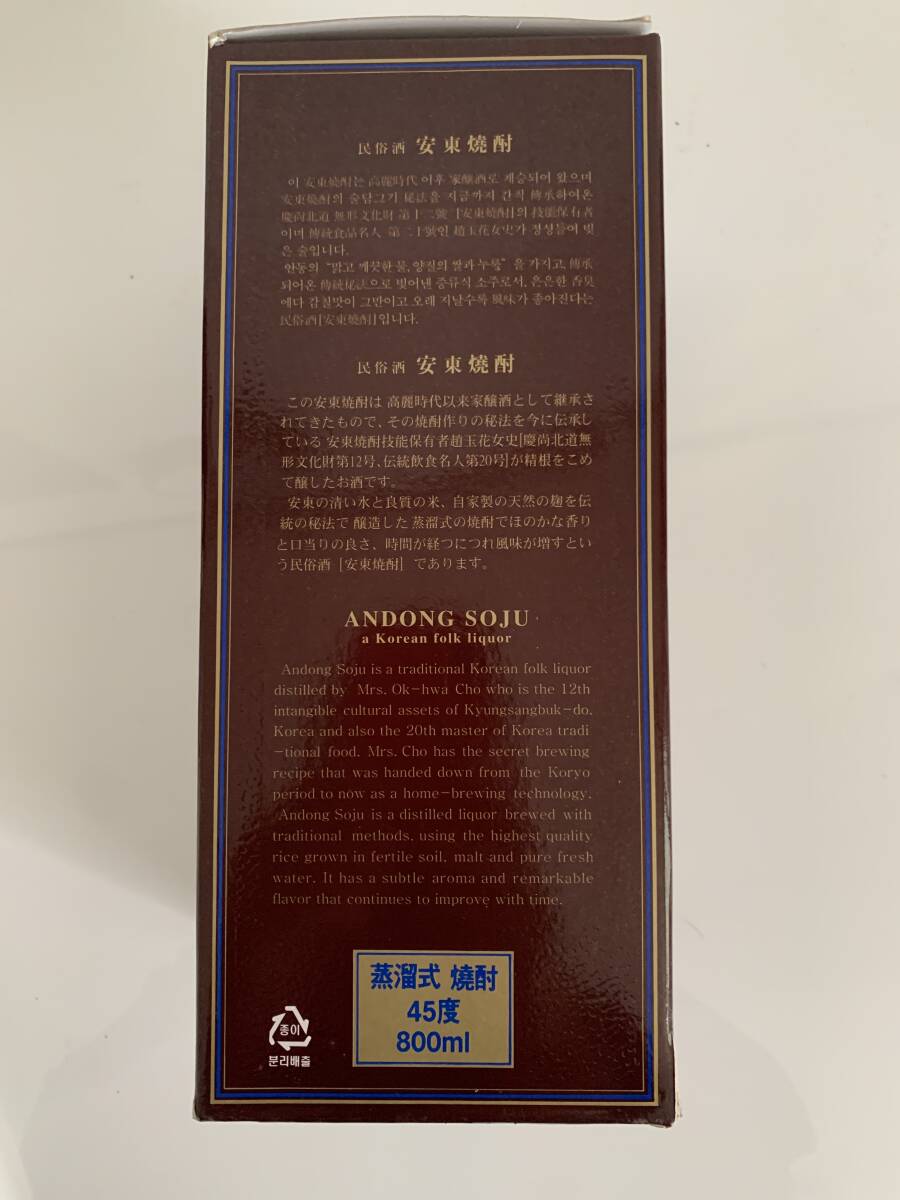 民俗酒 安東燒酎
이 安東燒酎는 高麗時代 이후 家釀酒로 계승되어 왔으며
安東燒酎의 술담그기 秘法을 지금까지 간직 傳承하여온
慶尙北道 無形文化財 第十二號 [安東燒酎]의 技能保有者
이며 傳統食品名人 第二十號인 趙玉花女史가 정성들여 빚
은 술입니다.
안동의 "맑고 깨끗한 물, 양질의 쌀과 누룩" 을 가지고, 傳承
되어온 傳統秘法으로 빚어낸 증류식 소주로서, 은은한 香臭
에다 감칠맛이 그만이고 오래 지날수록 風味가 좋아진다는
民俗酒[安東燒酎]입니다.
民俗酒 安東燒酎
この安東焼酎は 高麗時代以来家醸酒として継承さ
れてきたもので、その焼酎作りの秘法を今に伝承し
ている 安東焼酎技能保有者趙玉花女史[慶尚北道無
形文化財第12号、伝統飲食名人第20号]が精根をこめ
て醸したお酒です。
安東の清い水と良質の米、自家製の天然の麹を伝
統の秘法で 醸造した 蒸溜式の焼酎でほのかな香り
と口当りの良さ、時間が経つにつれ風味が増すとい
う民俗酒 [安東焼酎] であります。
ANDONG SOJU
a Korean folk liquor
Andong Soju is a traditional Korean folk liquor
distilled by Mrs. Ok-hwa Cho who is the 12th
intangible cultural assets of Kyungsangbuk-do,
Korea and also the 20th master of Korea tradi
-tional food. Mrs. Cho has the secret brewing
recipe that was handed down from the Koryo
period to now as a home-brewing technology.
Andong Soju is a distilled liquor brewed with
traditional methods, using the highest quality
rice grown in fertile soil, malt and pure fresh
water. It has a subtle aroma and remarkable
flavor that continues to improve with time.
蒸溜式 燒酎
45度
800ml
종이
분리배출